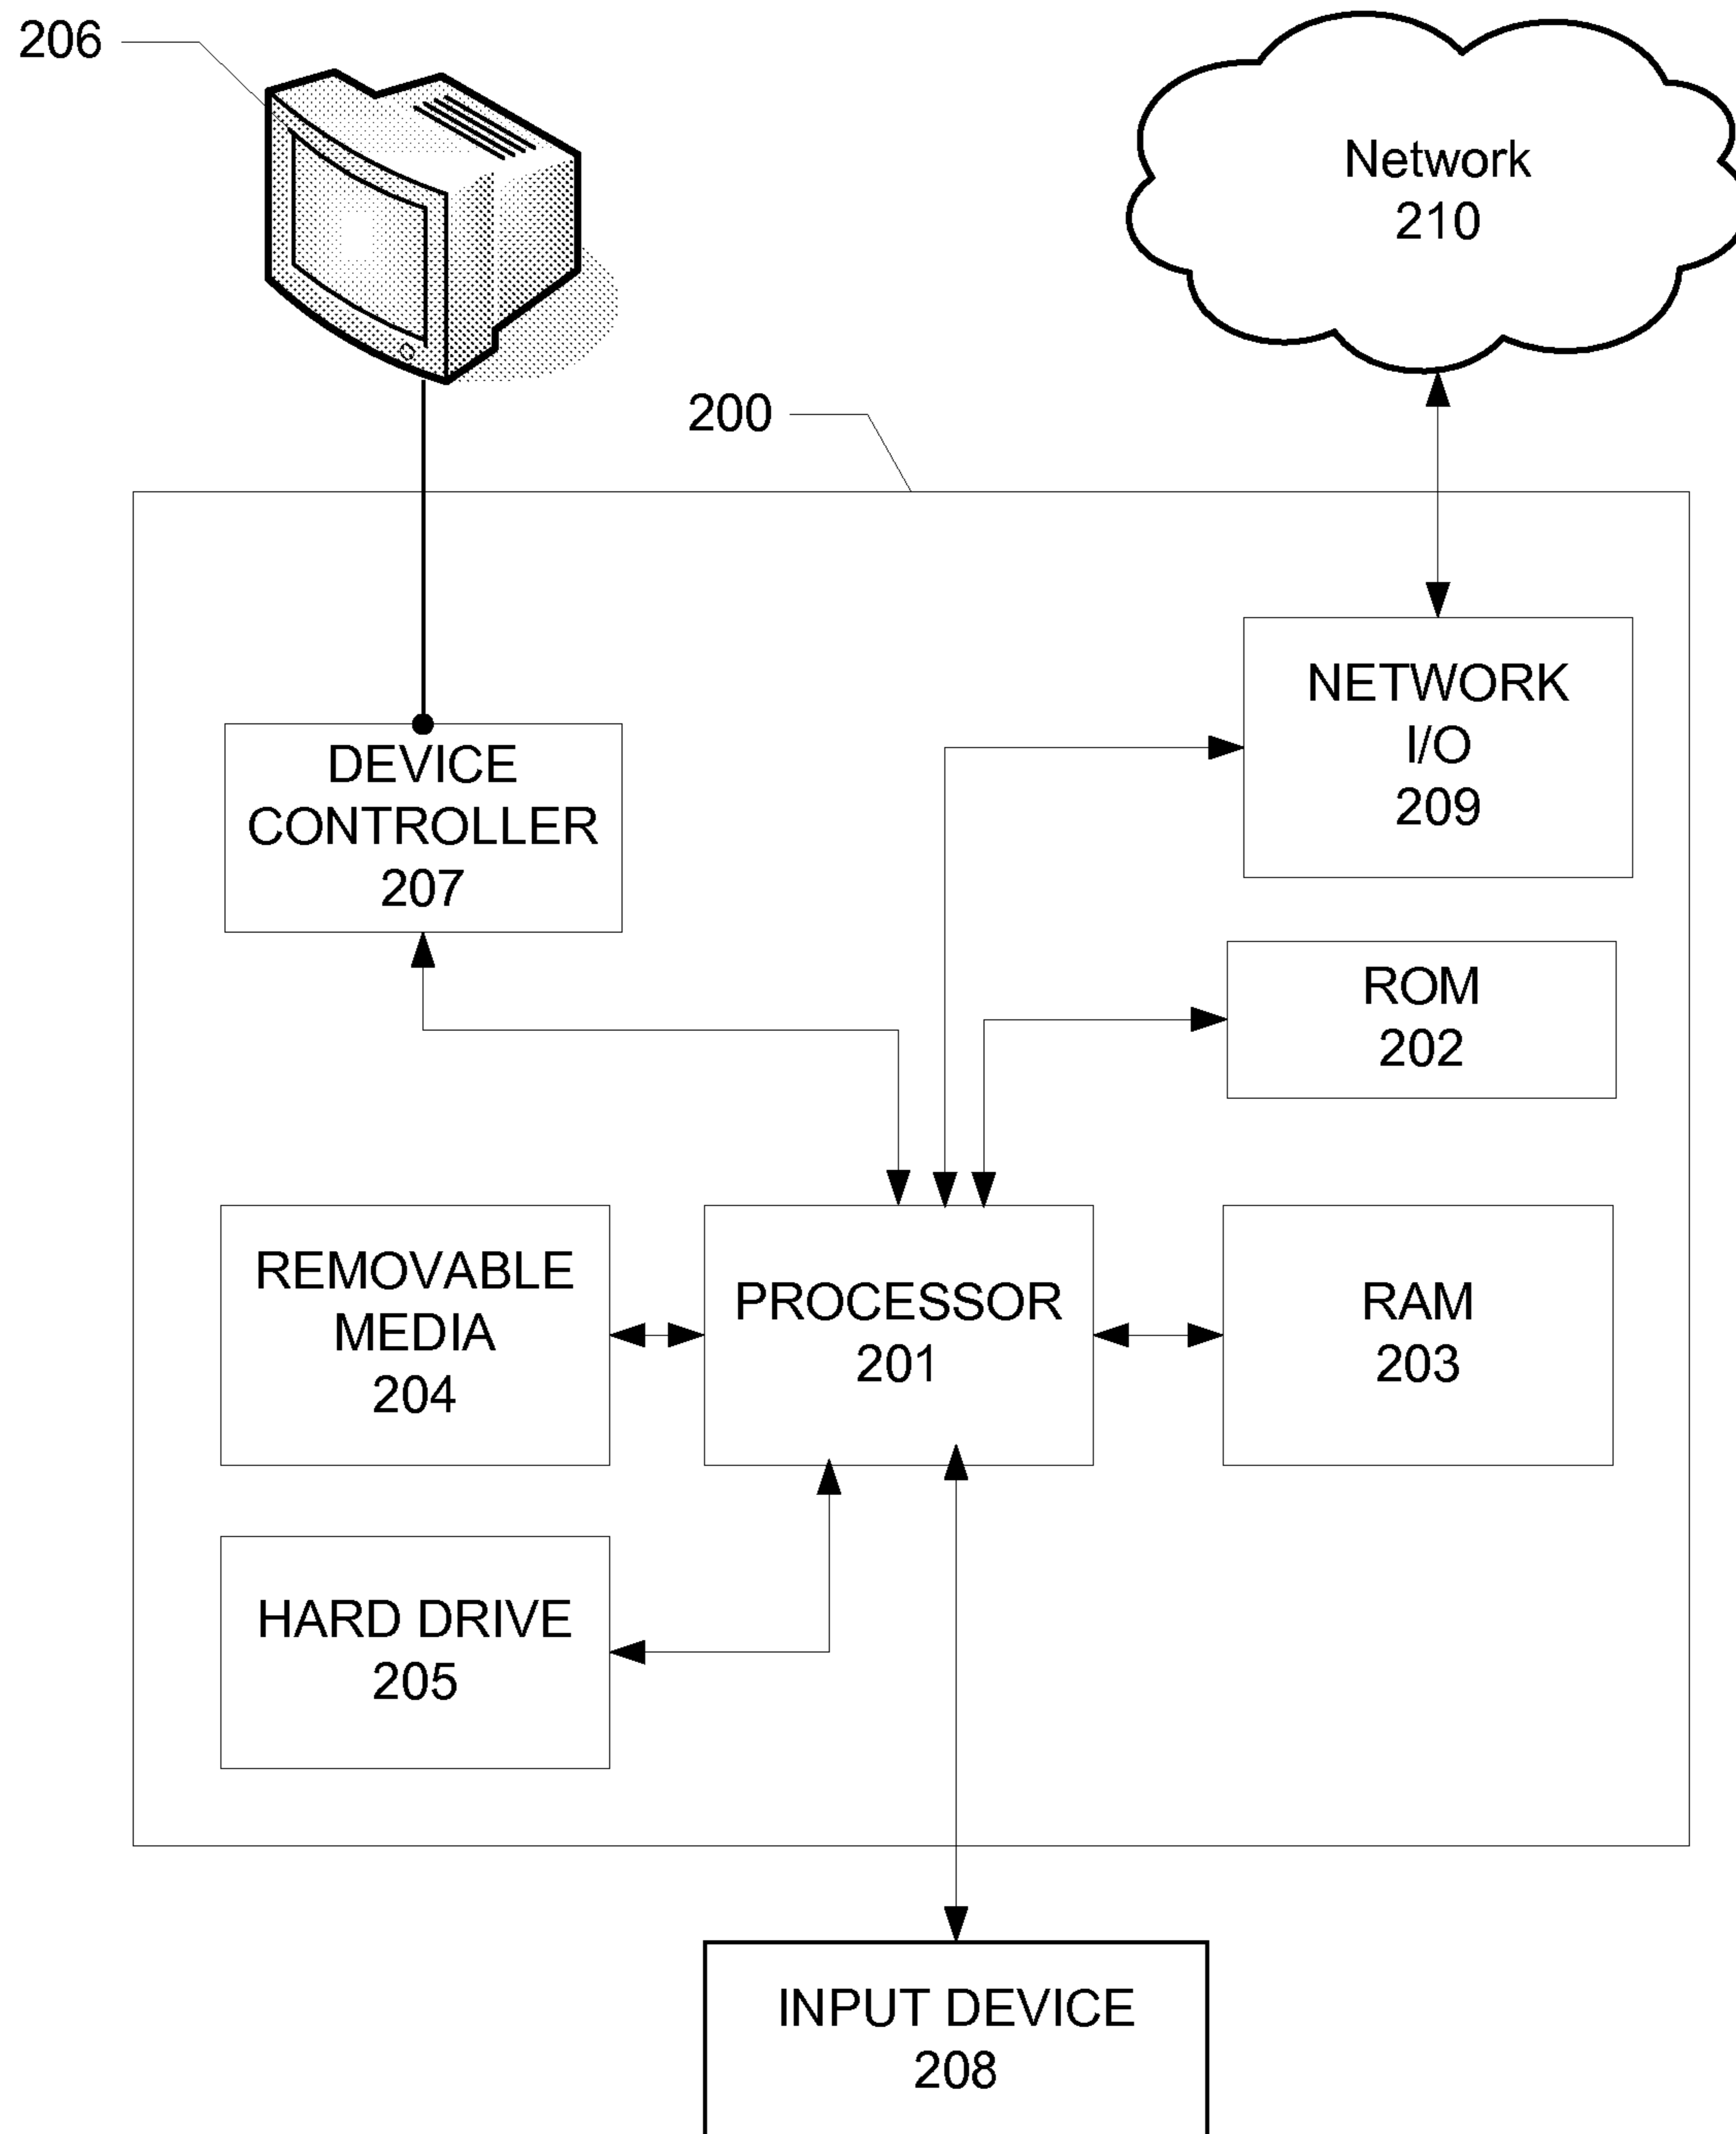 206
Network
210
200
NETWORK
I/O
209
DEVICE
CONTROLLER
207
ROM
202
REMOVABLE
MEDIA
204
PROCESSOR
201
RAM
203
HARD DRIVE
205
INPUT DEVICE
208